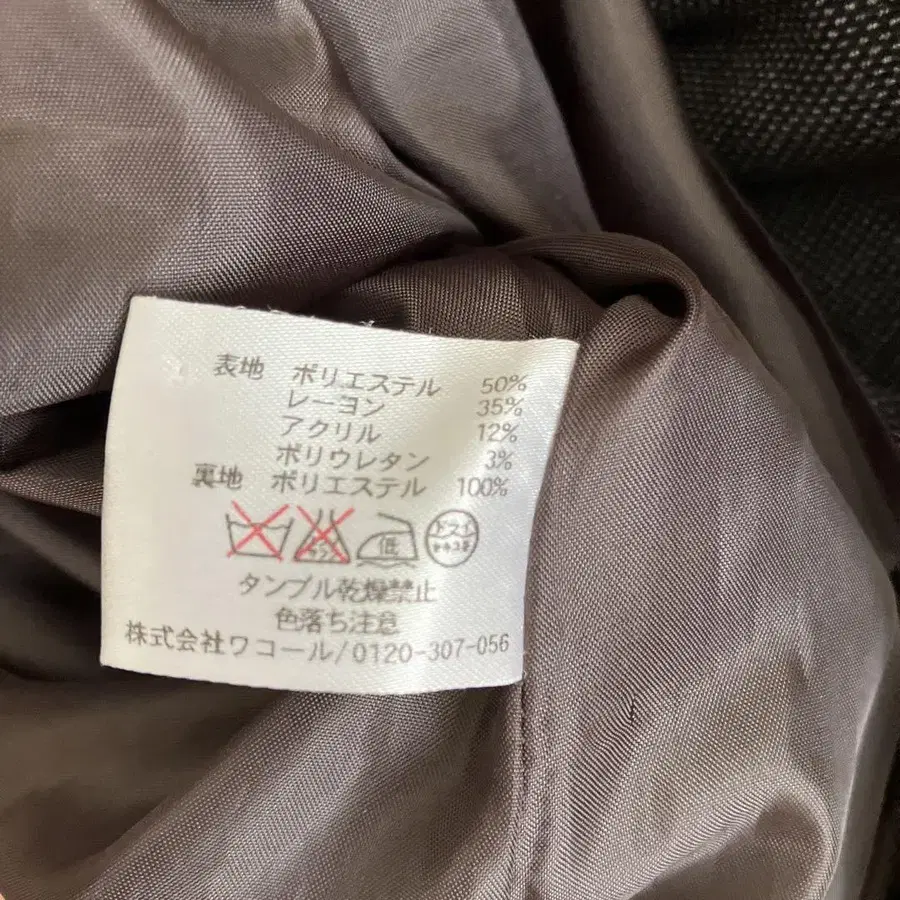 表地 ポリエステル 50%
レーヨン 35%
アクリル 12%
ポリウレタン 3%
裏地 ポリエステル 100%
低 ドライ
タンブル乾燥禁止
色落ち注意
株式会社ワコール/0120-307-056